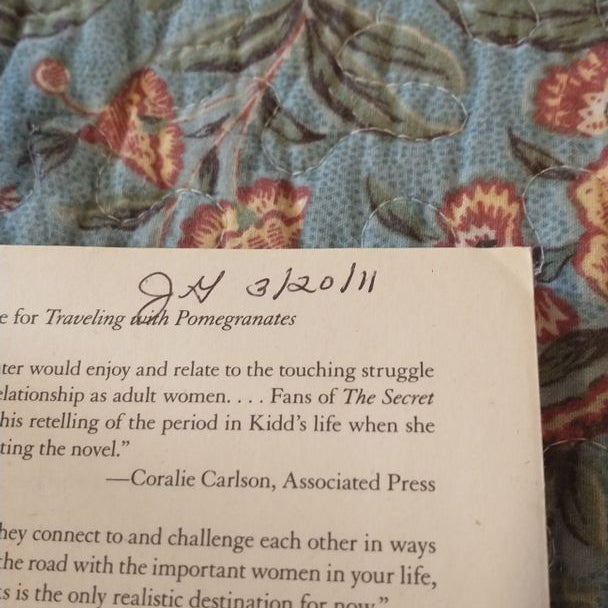 JH 3/20/11
e for Traveling with Pomegranates
ter would enjoy and relate to the touching struggle
elationship as adult women. . . . Fans of The Secret
his retelling of the period in Kidd's life when she
ting the novel."
—Coralie Carlson, Associated Press
hey connect to and challenge each other in ways
the road with the important women in your life,
ts is the only realistic destination for now."